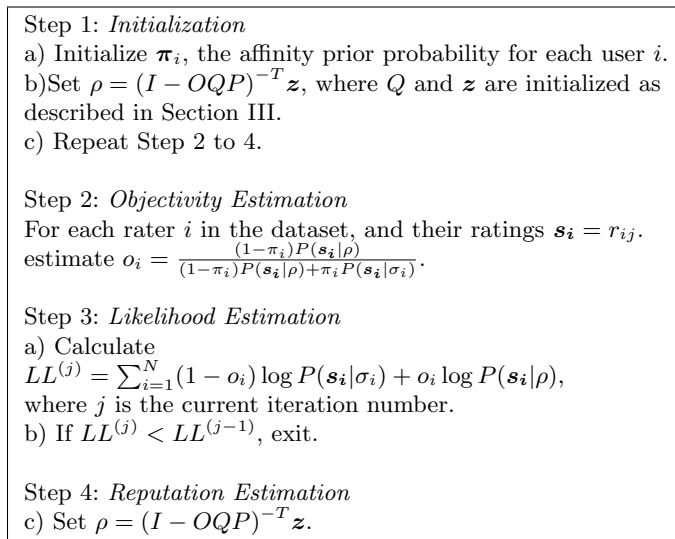 Step 1: Initialization
a) Initialize π_i, the affinity prior probability for each user i.
b)Set ρ = (I − OQP)^{−T} z, where Q and z are initialized as
described in Section III.
c) Repeat Step 2 to 4.
Step 2: Objectivity Estimation
For each rater i in the dataset, and their ratings s_i = r_{ij}.
estimate o_i = \frac{(1−π_i)P(s_i|ρ)}{(1−π_i)P(s_i|ρ)+π_i P(s_i|σ_i)}.
Step 3: Likelihood Estimation
a) Calculate
LL^{(j)} = ∑_{i=1}^{N} (1 − o_i) log P(s_i|σ_i) + o_i log P(s_i|ρ),
where j is the current iteration number.
b) If LL^{(j)} < LL^{(j−1)}, exit.
Step 4: Reputation Estimation
c) Set ρ = (I − OQP)^{−T} z.